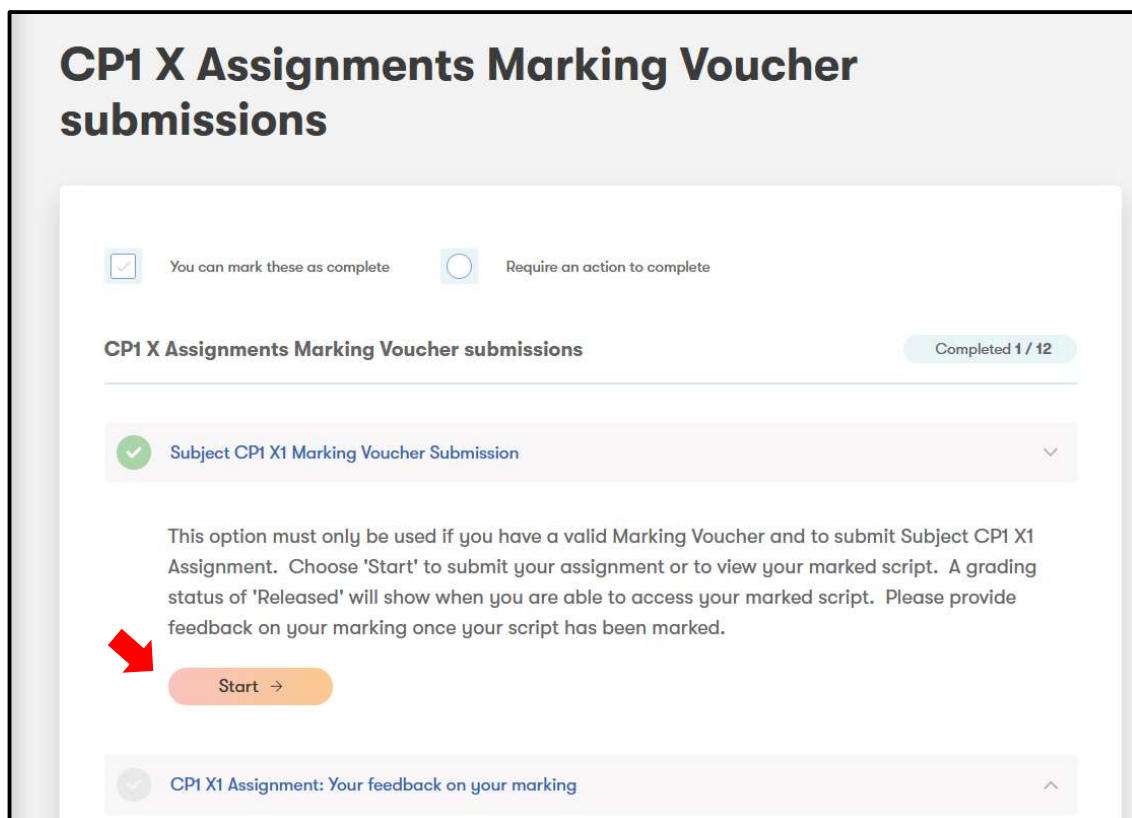 CP1 X Assignments Marking Voucher
submissions
You can mark these as complete
Require an action to complete
CP1 X Assignments Marking Voucher submissions
Completed 1 / 12
Subject CP1 X1 Marking Voucher Submission
This option must only be used if you have a valid Marking Voucher and to submit Subject CP1 X1
Assignment. Choose 'Start' to submit your assignment or to view your marked script. A grading
status of 'Released' will show when you are able to access your marked script. Please provide
feedback on your marking once your script has been marked.
Start →
CP1 X1 Assignment: Your feedback on your marking